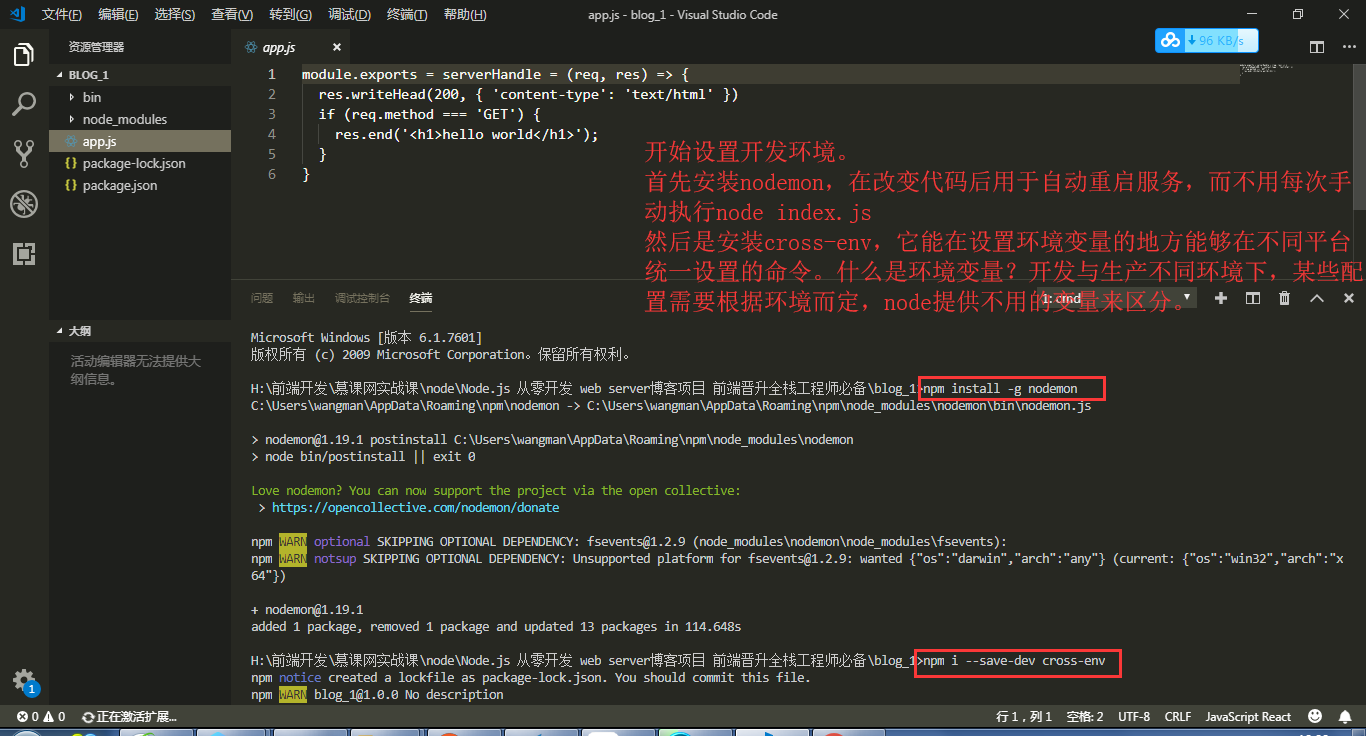 文件(F) 编辑(E) 选择(S) 查看(V) 转到(G) 调试(D) 终端(T) 帮助(H) app.js - blog_1 - Visual Studio Code
资源管理器
app.js
96 KB/s
BLOG_1
bin
node_modules
app.js
package-lock.json
package.json
1 module.exports = serverHandle = (req, res) => {
2 res.writeHead(200, { 'content-type': 'text/html' })
3 if (req.method === 'GET') {
4 res.end('<h1>hello world</h1>');
5 }
6 }
开始设置开发环境。
首先安装nodemon，在改变代码后用于自动重启服务，而不用每次手
动执行node index.js
然后是安装cross-env，它能在设置环境变量的地方能够在不同平台
统一设置的命令。什么是环境变量？开发与生产不同环境下，某些配
置需要根据环境而定，node提供不用的变量来区分。
问题 输出 调试控制台 终端 1: cmd
大纲
活动编辑器无法提供大
纲信息。
Microsoft Windows [版本 6.1.7601]
版权所有 (c) 2009 Microsoft Corporation。保留所有权利。
H:\前端开发\慕课网实战课\node\Node.js 从零开发 web server博客项目 前端晋升全栈工程师必备\blog_1>npm install -g nodemon
C:\Users\wangman\AppData\Roaming\npm\nodemon -> C:\Users\wangman\AppData\Roaming\npm\node_modules\nodemon\bin\nodemon.js
> nodemon@1.19.1 postinstall C:\Users\wangman\AppData\Roaming\npm\node_modules\nodemon
> node bin/postinstall || exit 0
Love nodemon? You can now support the project via the open collective:
> https://opencollective.com/nodemon/donate
npm WARN optional SKIPPING OPTIONAL DEPENDENCY: fsevents@1.2.9 (node_modules\nodemon\node_modules\fsevents):
npm WARN notsup SKIPPING OPTIONAL DEPENDENCY: Unsupported platform for fsevents@1.2.9: wanted {"os":"darwin","arch":"any"} (current: {"os":"win32","arch":"x
64"})
+ nodemon@1.19.1
added 1 package, removed 1 package and updated 13 packages in 114.648s
H:\前端开发\慕课网实战课\node\Node.js 从零开发 web server博客项目 前端晋升全栈工程师必备\blog_1>npm i --save-dev cross-env
npm notice created a lockfile as package-lock.json. You should commit this file.
npm WARN blog_1@1.0.0 No description
1
0 0 正在激活扩展... 行 1，列 1 空格: 2 UTF-8 CRLF JavaScript React